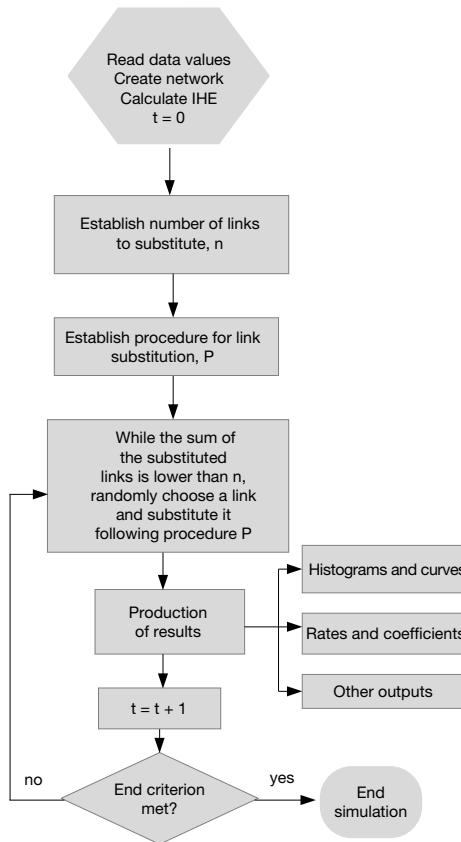 Read data values
Create network
Calculate IHE
t = 0
Establish number of links
to substitute, n
Establish procedure for link
substitution, P
While the sum of
the substituted
links is lower than n,
randomly choose a link
and substitute it
following procedure P
Histograms and curves
Production
of results
Rates and coefficients
Other outputs
t = t + 1
no
End criterion
met?
yes
End
simulation